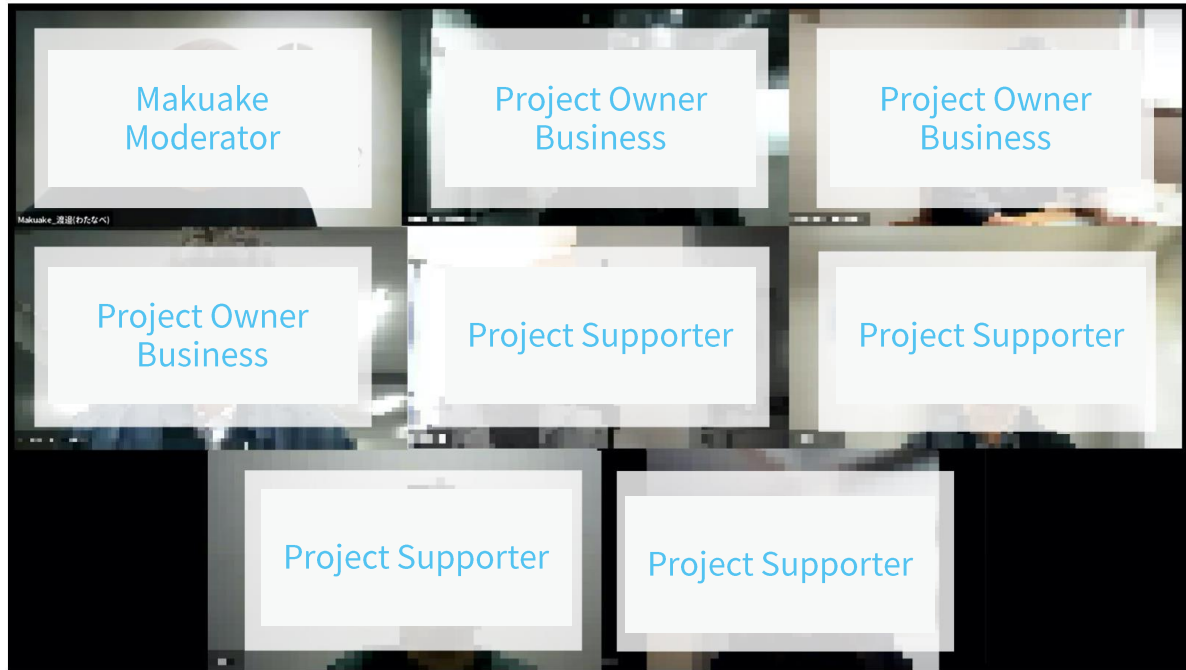 Makuake
Moderator
Project Owner
Business
Project Owner
Business
Makuake_渡邉(わたなべ)
Project Owner
Business
Project Supporter
Project Supporter
Project Supporter
Project Supporter